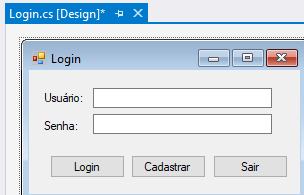 Login.cs [Design]*
Login
Usuário:
Senha:
Login Cadastrar Sair